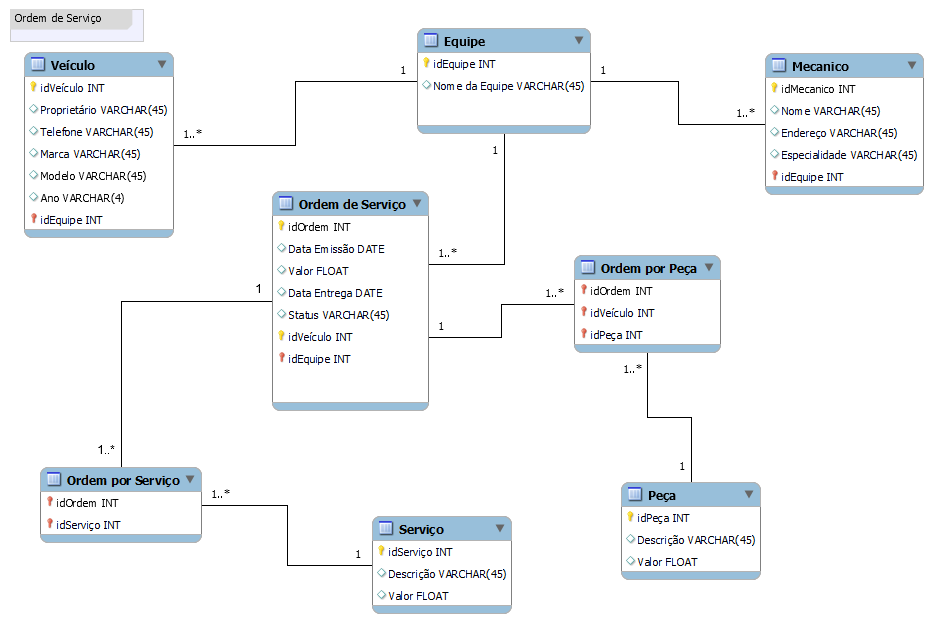 Ordem de Serviço
Veículo
idVeículo INT
Proprietário VARCHAR(45)
Telefone VARCHAR(45)
Marca VARCHAR(45)
Modelo VARCHAR(45)
Ano VARCHAR(4)
idEquipe INT
1..*
1
Equipe
idEquipe INT
Nome da Equipe VARCHAR(45)
1
1..*
Mecanico
idMecanico INT
Nome VARCHAR(45)
Endereço VARCHAR(45)
Especialidade VARCHAR(45)
idEquipe INT
1
1..*
Ordem de Serviço
idOrdem INT
Data Emissão DATE
Valor FLOAT
Data Entrega DATE
Status VARCHAR(45)
idVeículo INT
idEquipe INT
1
1..*
Ordem por Peça
idOrdem INT
idVeículo INT
idPeça INT
1..*
1
Peça
idPeça INT
Descrição VARCHAR(45)
Valor FLOAT
1
1..*
Ordem por Serviço
idOrdem INT
idServiço INT
1..*
1
Serviço
idServiço INT
Descrição VARCHAR(45)
Valor FLOAT